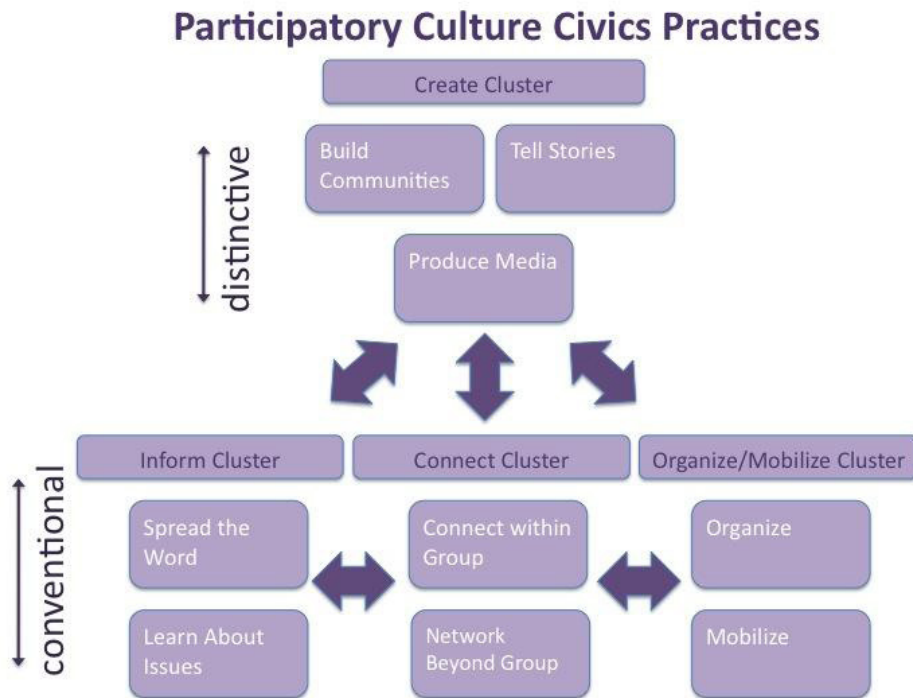 Participatory Culture Civics Practices
Create Cluster
distinctive
Build
Communities
Tell Stories
Produce Media
Inform Cluster
Connect Cluster
Organize/Mobilize Cluster
conventional
Spread the
Word
Connect within
Group
Organize
Learn About
Issues
Network
Beyond Group
Mobilize